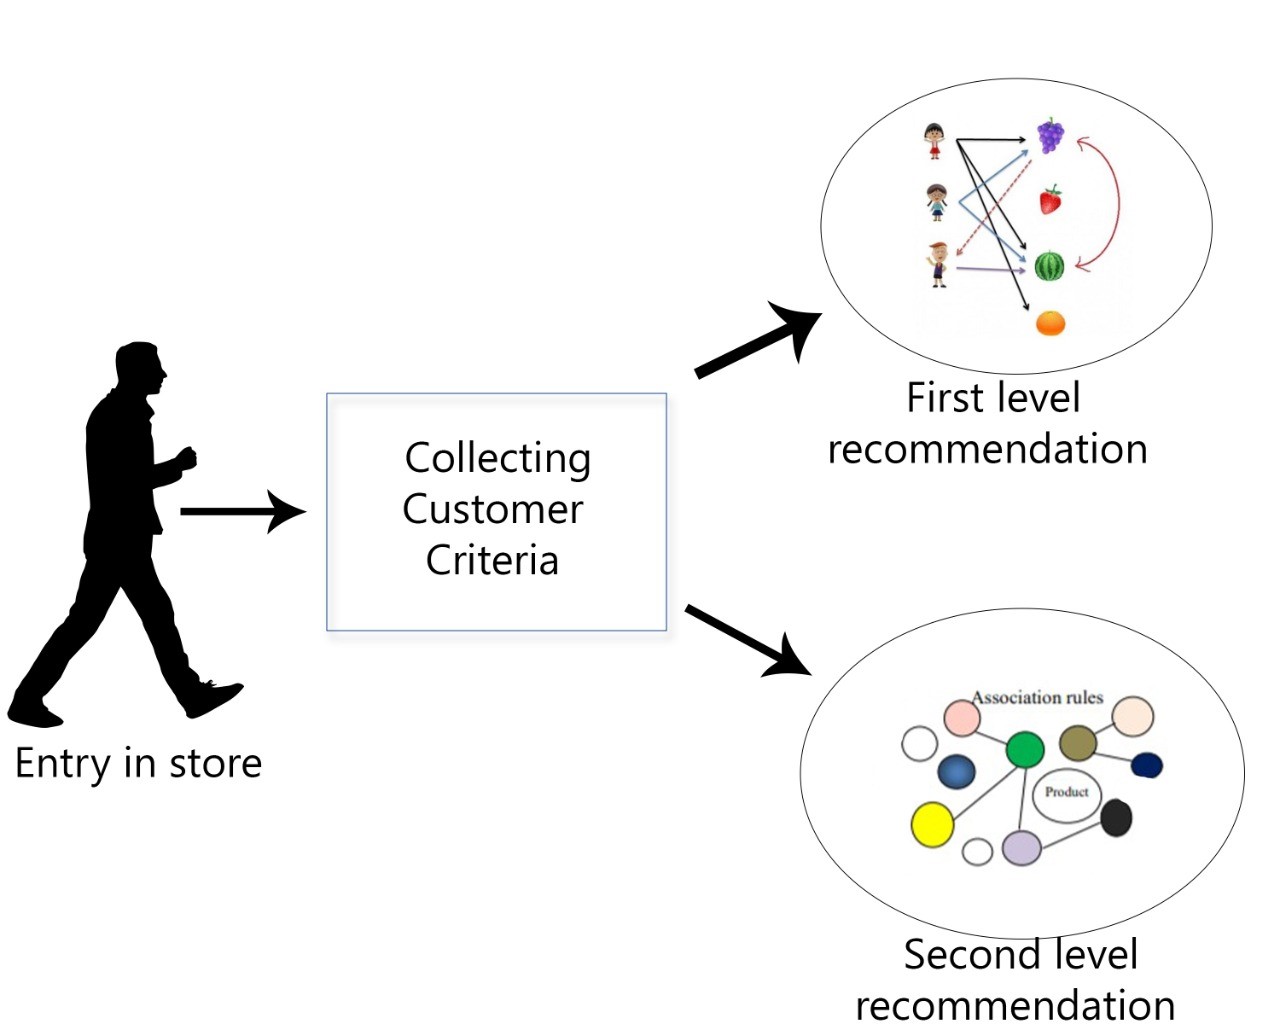 Entry in store
Collecting
Customer
Criteria
First level
recommendation
Association rules
Product
Second level
recommendation